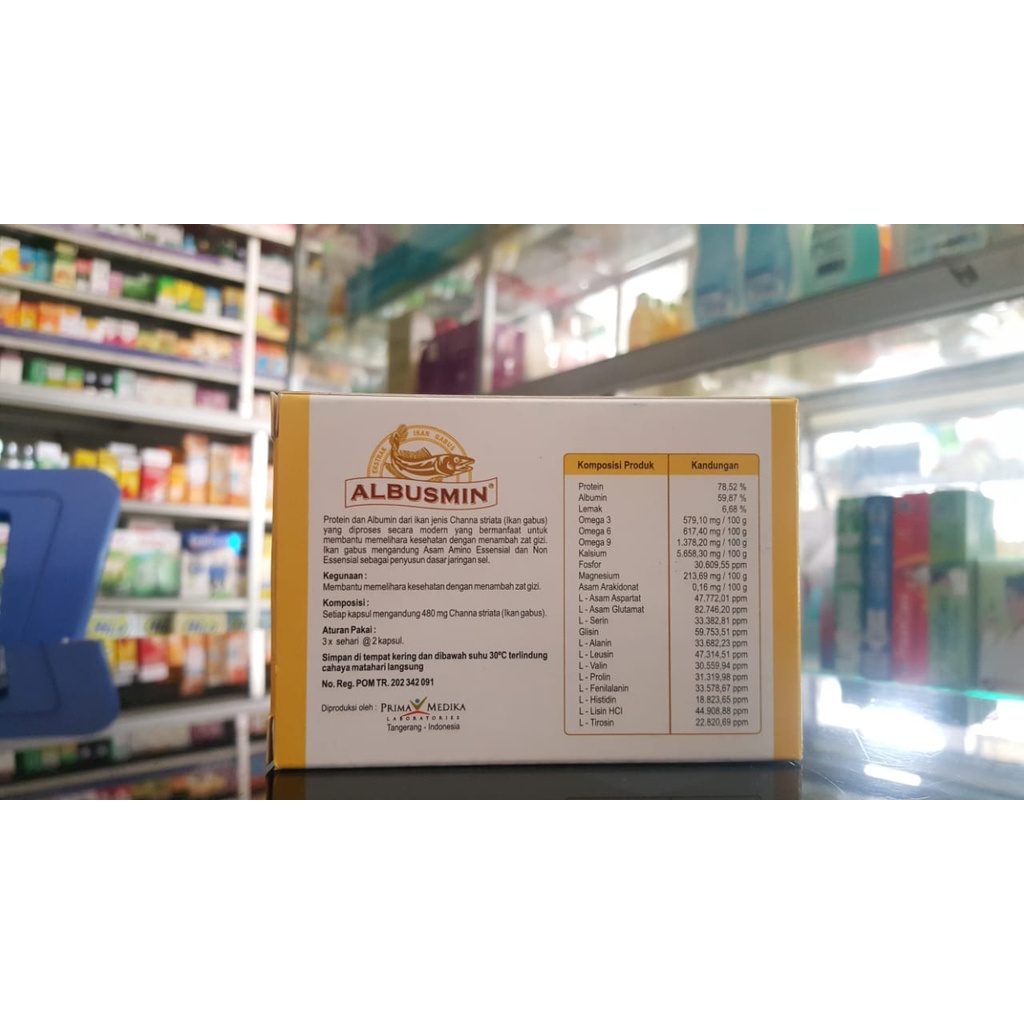 EKSTRAK IKAN GABUS
ALBUSMIN®
Protein dan Albumin dari ikan jenis Channa striata (Ikan gabus)
yang diproses secara modern yang bermanfaat untuk
membantu memelihara kesehatan dengan menambah zat gizi.
Ikan gabus mengandung Asam Amino Essensial dan Non
Essensial sebagai penyusun dasar jaringan sel.
Kegunaan :
Membantu memelihara kesehatan dengan menambah zat gizi.
Komposisi :
Setiap kapsul mengandung 480 mg Channa striata (Ikan gabus).
Aturan Pakai :
3 x sehari @ 2 kapsul.
Simpan di tempat kering dan dibawah suhu 30°C terlindung
cahaya matahari langsung
No. Reg. POM TR. 202 342 091
Diproduksi oleh : PRIMA MEDIKA
LABORATORIES
Tangerang - Indonesia
Komposisi Produk Kandungan
Protein 78,52 %
Albumin 59,87 %
Lemak 6,68 %
Omega 3 579,10 mg / 100 g
Omega 6 617,40 mg / 100 g
Omega 9 1.378,20 mg / 100 g
Kalsium 5.658,30 mg / 100 g
Fosfor 30.609,55 ppm
Magnesium 213,69 mg / 100 g
Asam Arakidonat 0,16 mg / 100 g
L - Asam Aspartat 47.772,01 ppm
L - Asam Glutamat 82.746,20 ppm
L - Serin 33.382,81 ppm
Glisin 59.753,51 ppm
L - Alanin 33.682,23 ppm
L - Leusin 47.314,51 ppm
L - Valin 30.559,94 ppm
L - Prolin 31.319,98 ppm
L - Fenilalanin 33.578,67 ppm
L - Histidin 18.823,65 ppm
L - Lisin HCl 44.908,88 ppm
L - Tirosin 22.820,69 ppm